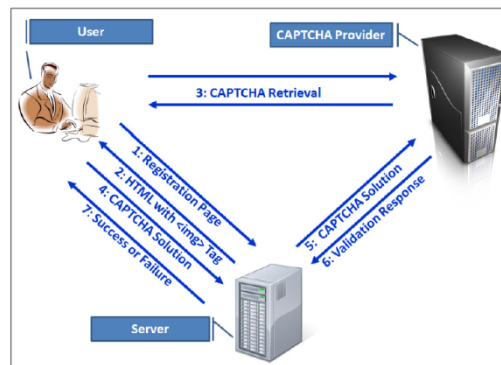 User
CAPTCHA Provider
3: CAPTCHA Retrieval
1: Registration Page
2: HTML with <img> Tag
4: CAPTCHA Solution
7: Success or Failure
5: CAPTCHA Solution
6: Validation Response
Server